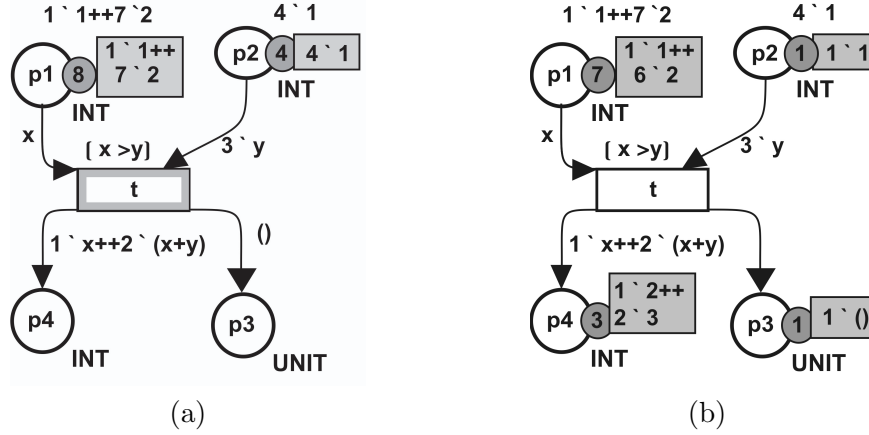 1`1++7`2
4`1
p1
8
1`1++
7`2
INT
p2
4
4`1
INT
x
[x>y]
3`y
t
1`x++2`(x+y)
()
p4
INT
p3
UNIT
(a)
1`1++7`2
4`1
p1
7
1`1++
6`2
INT
p2
1
1`1
INT
x
[x>y]
3`y
t
1`x++2`(x+y)
p4
3
1`2++
2`3
INT
p3
1
1`()
UNIT
(b)